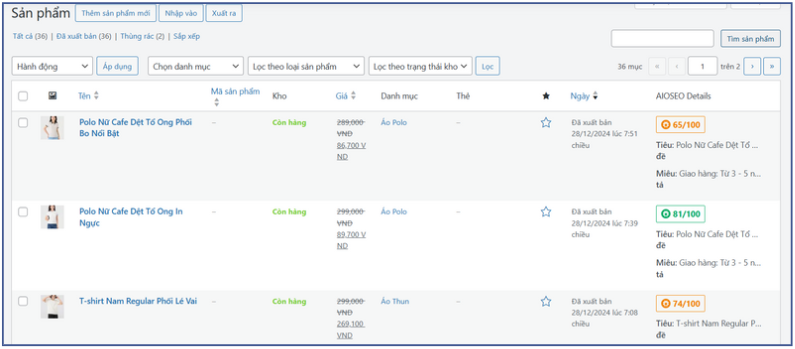 Sản phẩm Thêm sản phẩm mới Nhập vào Xuất ra
Tất cả (36) | Đã xuất bản (36) | Thùng rác (2) | Sắp xếp
Tìm sản phẩm
Hành động Áp dụng Chọn danh mục Lọc theo loại sản phẩm Lọc theo trạng thái kho Lọc 36 mục « ‹ 1 trên 2 › »
Tên Mã sản phẩm Kho Giá Danh mục Thẻ ★ Ngày AIOSEO Details
Polo Nữ Cafe Dệt Tổ Ong Phối
Bo Nổi Bật
–
Còn hàng
289,000
VND
86,700 V
ND
Áo Polo
–
Đã xuất bản
28/12/2024 lúc 7:51
chiều
65/100
Tiêu: Polo Nữ Cafe Dệt Tổ ...
đề
Miêu: Giao hàng: Từ 3 - 5 n...
tả
Polo Nữ Cafe Dệt Tổ Ong In
Ngực
–
Còn hàng
299,000
VND
89,700 V
ND
Áo Polo
–
Đã xuất bản
28/12/2024 lúc 7:39
chiều
81/100
Tiêu: Polo Nữ Cafe Dệt Tổ ...
đề
Miêu: Giao hàng: Từ 3 - 5 n...
tả
T-shirt Nam Regular Phối Lé Vai
–
Còn hàng
299,000
VND
269,100
VND
Áo Thun
–
Đã xuất bản
28/12/2024 lúc 7:08
chiều
74/100
Tiêu: T-shirt Nam Regular P...
đề